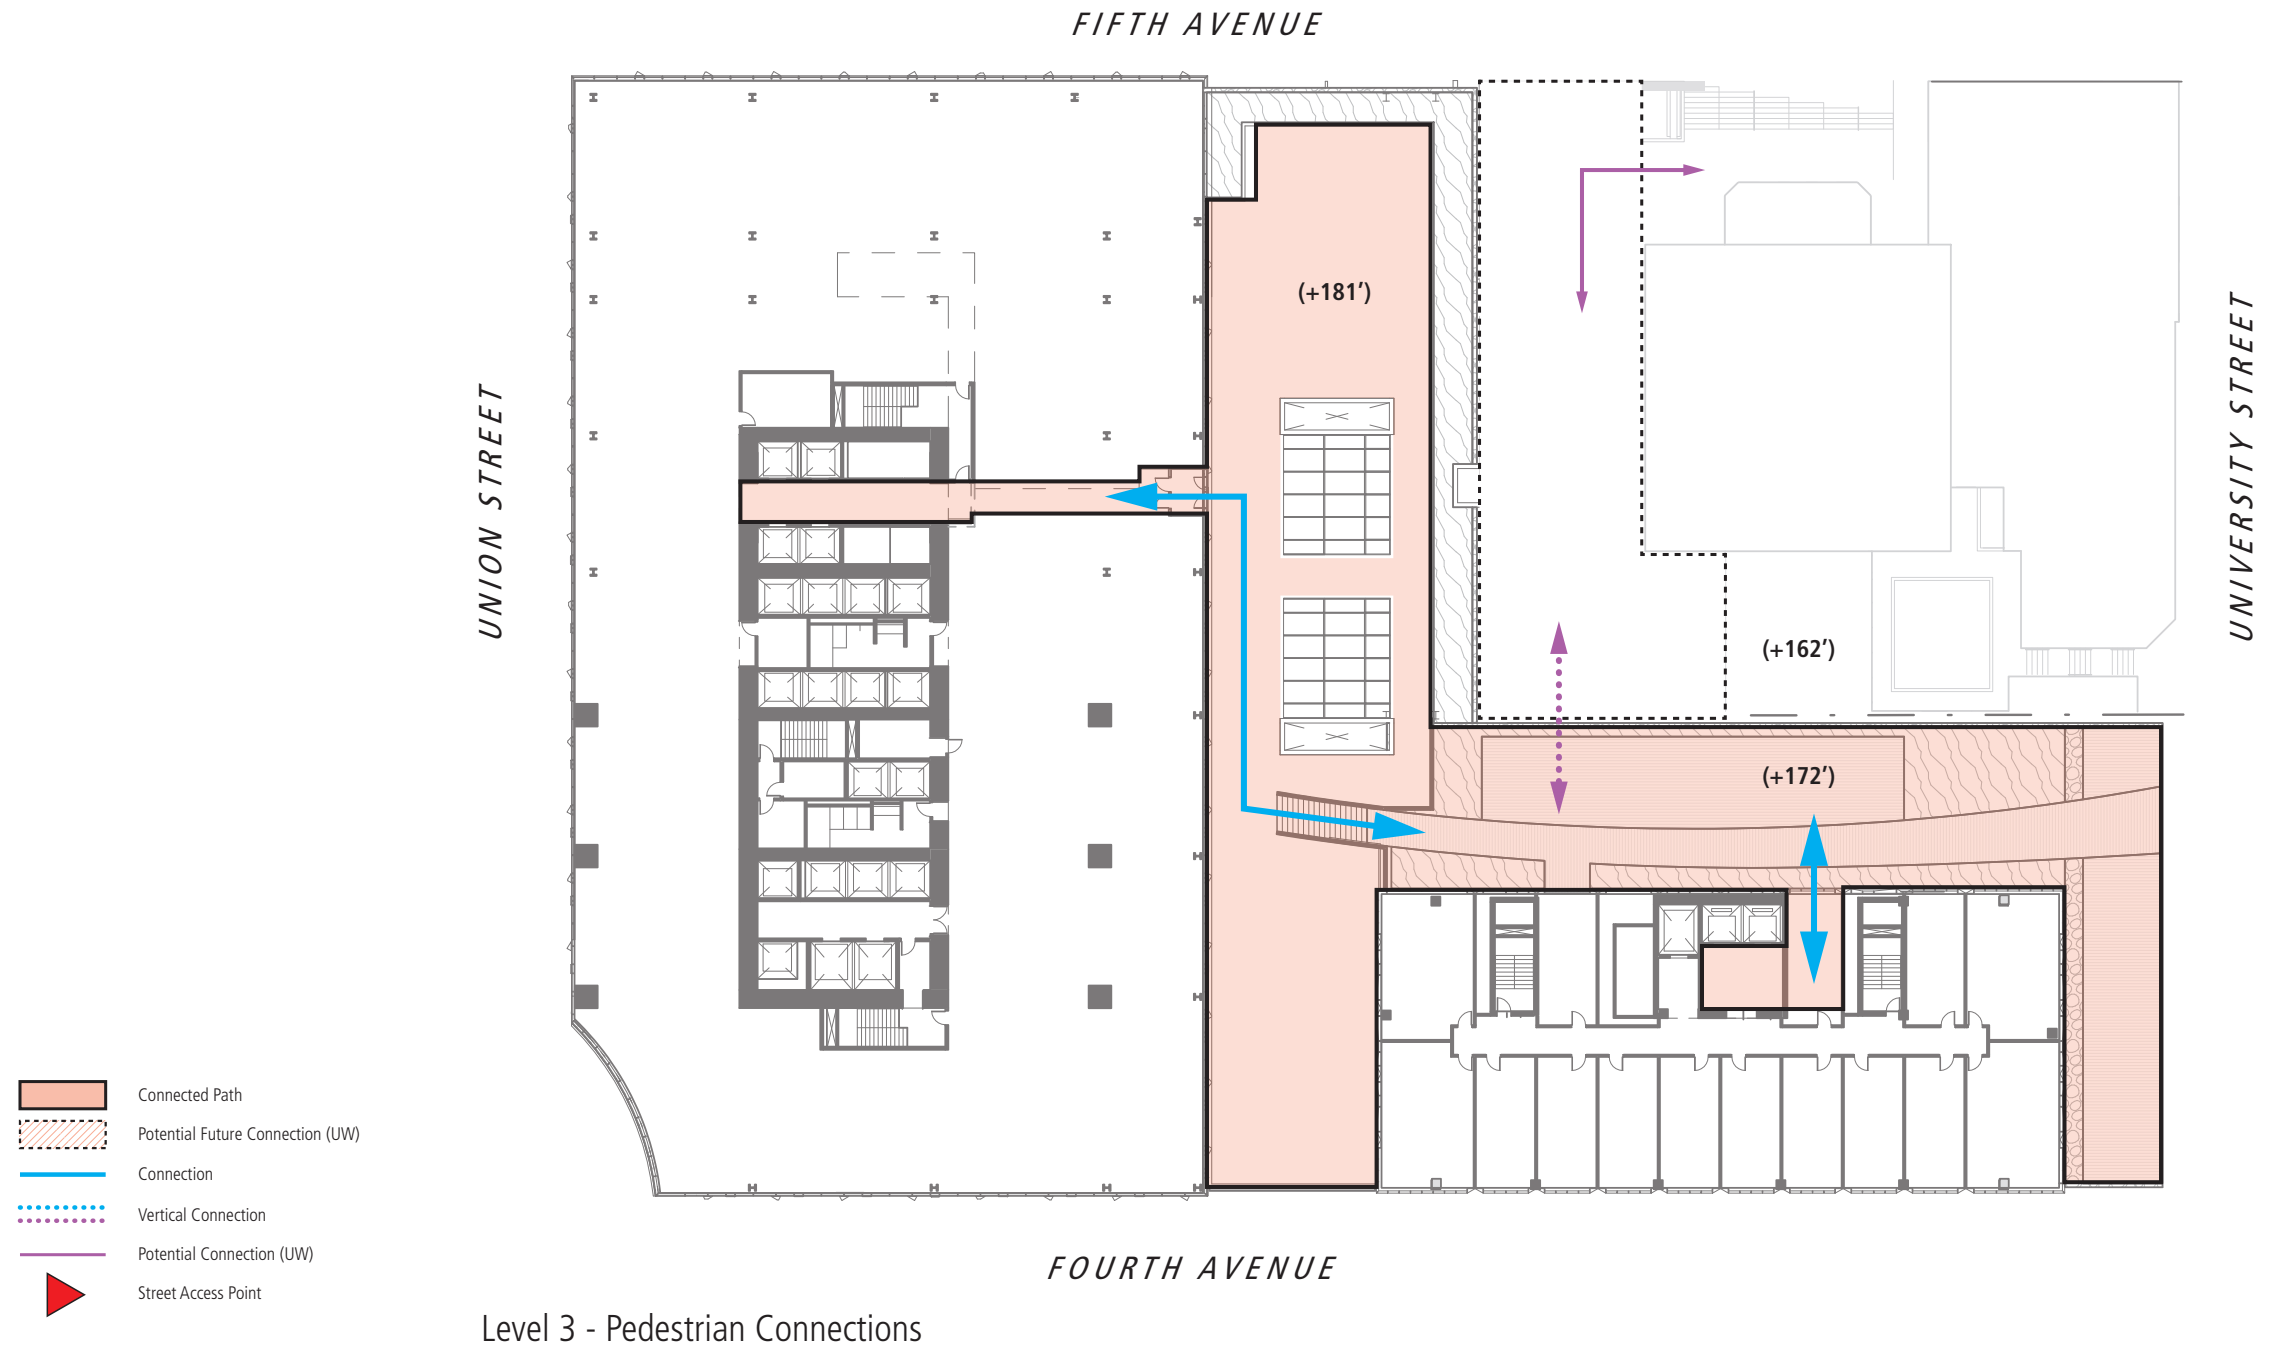 FIFTH AVENUE
(+181’)
UNION STREET
UNIVERSITY STREET
(+162’)
(+172’)
Connected Path
Potential Future Connection (UW)
Connection
Vertical Connection
Potential Connection (UW)
Street Access Point
FOURTH AVENUE
Level 3 - Pedestrian Connections